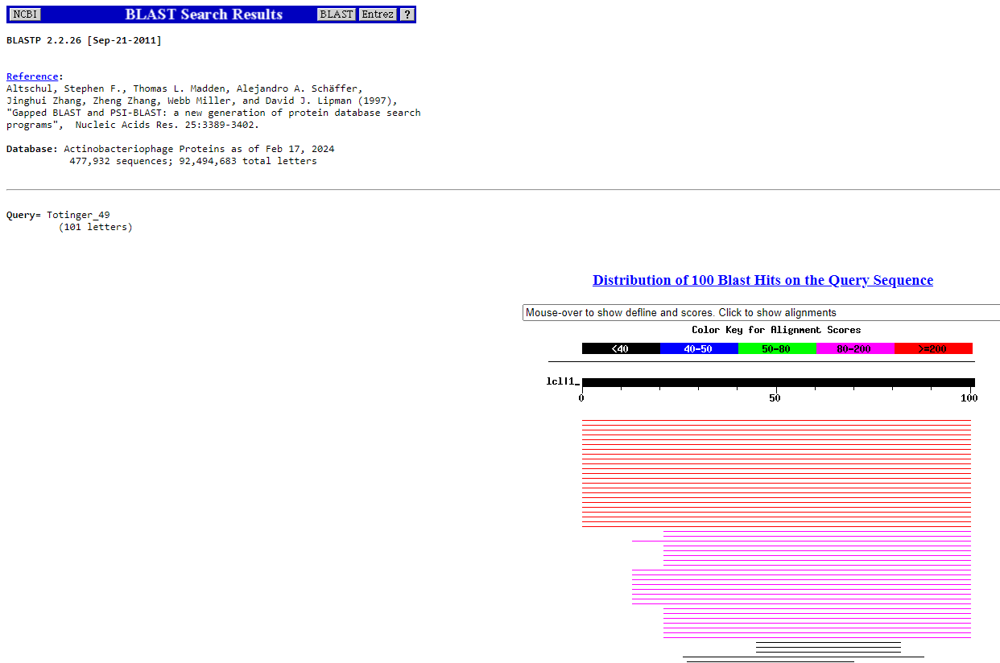 NCBI BLAST Search Results BLAST Entrez ?
BLASTP 2.2.26 [Sep-21-2011]
Reference:
Altschul, Stephen F., Thomas L. Madden, Alejandro A. Schäffer,
Jinghui Zhang, Zheng Zhang, Webb Miller, and David J. Lipman (1997),
"Gapped BLAST and PSI-BLAST: a new generation of protein database search
programs",  Nucleic Acids Res. 25:3389-3402.
Database: Actinobacteriophage Proteins as of Feb 17, 2024
477,932 sequences; 92,494,683 total letters
Query= Totinger_49
(101 letters)
Distribution of 100 Blast Hits on the Query Sequence
Mouse-over to show defline and scores. Click to show alignments
Color Key for Alignment Scores
<40 40-50 50-80 80-200 >=200
lcl|1_
0 50 100